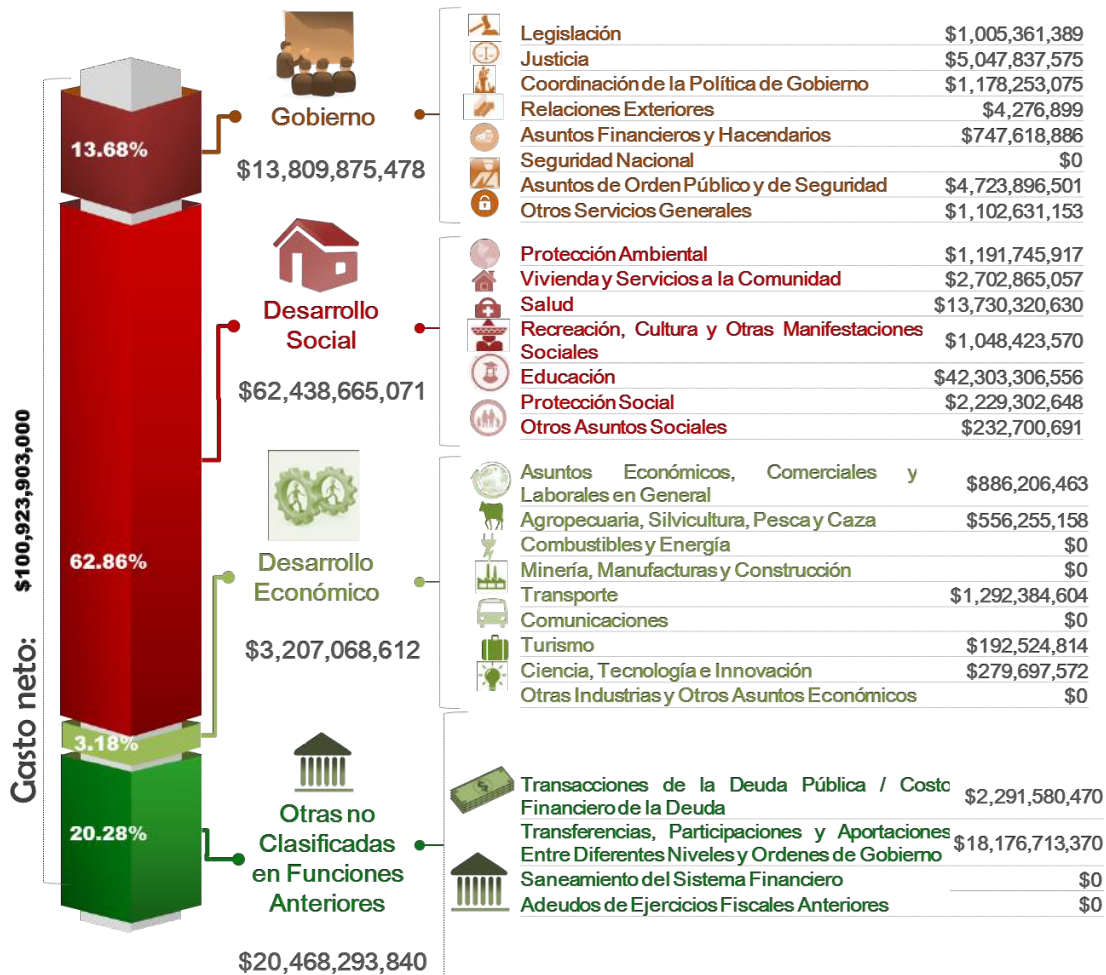 Gasto neto: $100,923,903,000
13.68%
Gobierno
$13,809,875,478
Legislación $1,005,361,389
Justicia $5,047,837,575
Coordinación de la Política de Gobierno $1,178,253,075
Relaciones Exteriores $4,276,899
Asuntos Financieros y Hacendarios $747,618,886
Seguridad Nacional $0
Asuntos de Orden Público y de Seguridad $4,723,896,501
Otros Servicios Generales $1,102,631,153
62.86%
Desarrollo
Social
$62,438,665,071
Protección Ambiental $1,191,745,917
Vivienda y Servicios a la Comunidad $2,702,865,057
Salud $13,730,320,630
Recreación, Cultura y Otras Manifestaciones
Sociales $1,048,423,570
Educación $42,303,306,556
Protección Social $2,229,302,648
Otros Asuntos Sociales $232,700,691
3.18%
Desarrollo
Económico
$3,207,068,612
Asuntos Económicos, Comerciales y
Laborales en General $886,206,463
Agropecuaria, Silvicultura, Pesca y Caza $556,255,158
Combustibles y Energía $0
Minería, Manufacturas y Construcción $0
Transporte $1,292,384,604
Comunicaciones $0
Turismo $192,524,814
Ciencia, Tecnología e Innovación $279,697,572
Otras Industrias y Otros Asuntos Económicos $0
20.28%
Otras no
Clasificadas
en Funciones
Anteriores
$20,468,293,840
Transacciones de la Deuda Pública / Costo
Financiero de la Deuda $2,291,580,470
Transferencias, Participaciones y Aportaciones
Entre Diferentes Niveles y Ordenes de Gobierno $18,176,713,370
Saneamiento del Sistema Financiero $0
Adeudos de Ejercicios Fiscales Anteriores $0